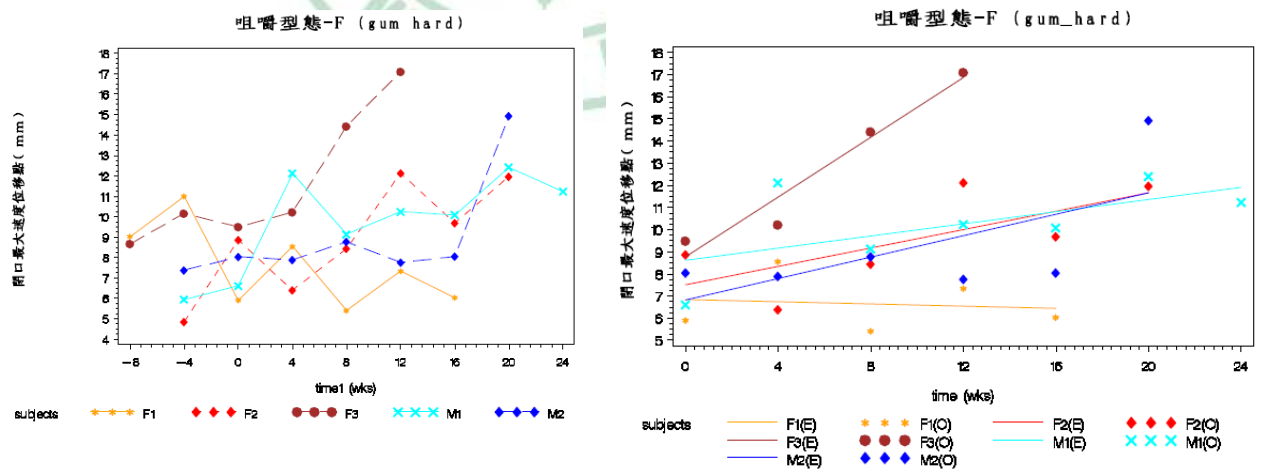 咀嚼型態-F (gum hard)
開口最大速度位移點( mm)
18
17
16
15
14
13
12
11
10
9
8
7
6
5
4
-8 -4 0 4 8 12 16 20 24
time1 (wks)
subjects F1 F2 F3 M1 M2
咀嚼型態-F (gum_hard)
開口最大速度位移點( mm)
18
17
16
15
14
13
12
11
10
9
8
7
6
5
0 4 8 12 16 20 24
time (wks)
subjects F1(E) F1(O) F2(E) F2(O)
F3(E) F3(O) M1(E) M1(O)
M2(E) M2(O)